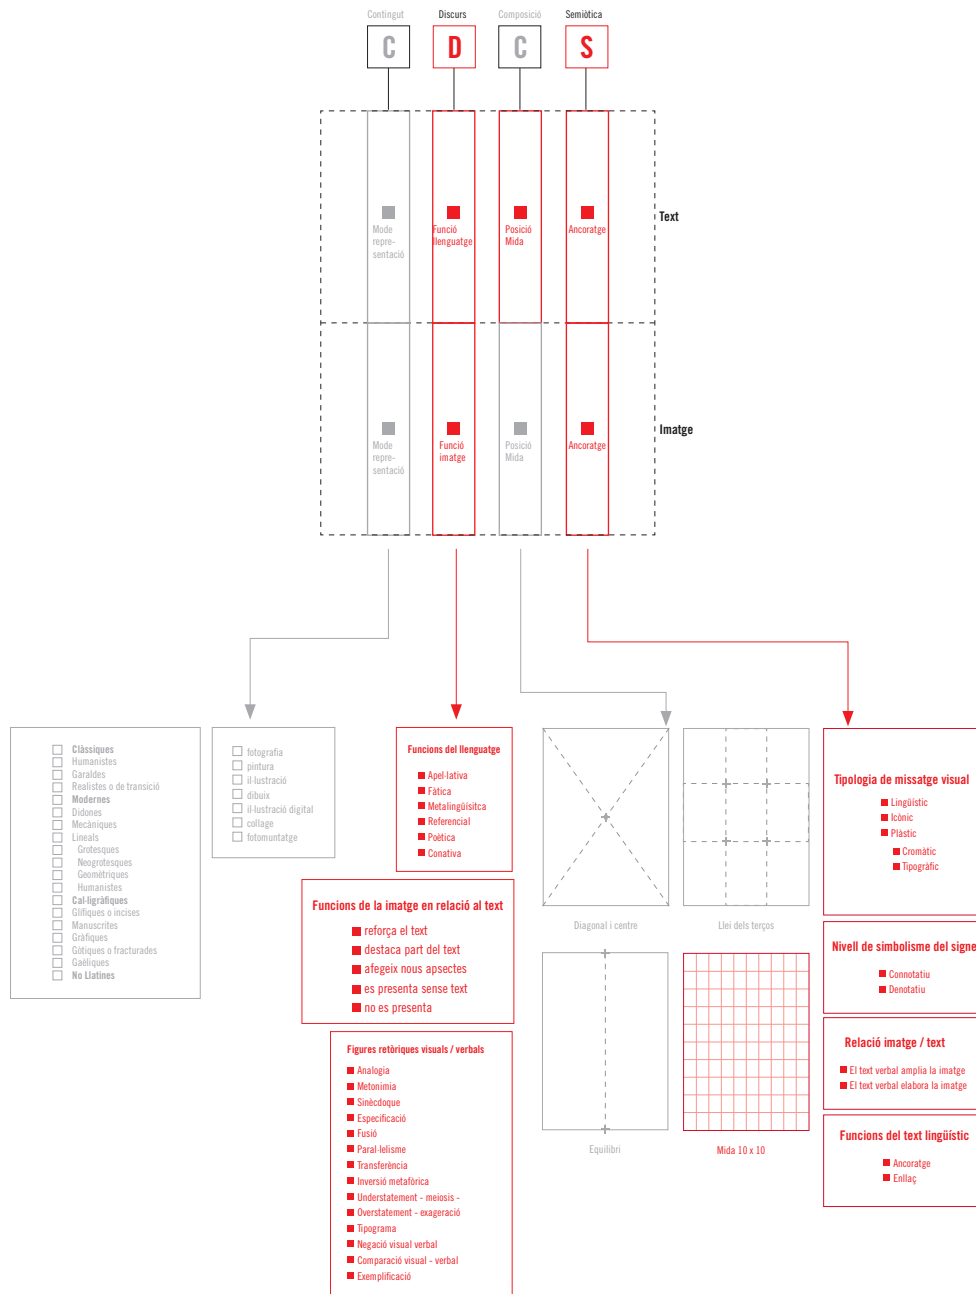 Contingut
Discurs
Composició
Semiòtica
C
D
C
S
Mode
repre-
sentació
Funció
llenguatge
Posició
Mida
Ancoratge
Text
Mode
repre-
sentació
Funció
imatge
Posició
Mida
Ancoratge
Imatge
Clàssiques
Humanistes
Garaldes
Realistes o de transició
Modernes
Didones
Mecàniques
Lineals
Grotesques
Neogrotesques
Geomètriques
Humanistes
Cal·ligràfiques
Glífiques o incises
Manuscrites
Gràfiques
Gòtiques o fracturades
Gaèliques
No Llatines
fotografia
pintura
il·lustració
dibuix
il·lustració digital
collage
fotomuntatge
Funcions del llenguatge
Apel·lativa
Fàtica
Metalingüísitca
Referencial
Poètica
Conativa
Funcions de la imatge en relació al text
reforça el text
destaca part del text
afegeix nous apsectes
es presenta sense text
no es presenta
Figures retòriques visuals / verbals
Analogia
Metonimia
Sinècdoque
Especificació
Fusió
Paral·lelisme
Transferència
Inversió metafòrica
Understatement - meiosis -
Overstatement - exageració
Tipograma
Negació visual verbal
Comparació visual - verbal
Exemplificació
Diagonal i centre
Llei dels terços
Equilibri
Mida 10 x 10
Tipologia de missatge visual
Lingüístic
Icònic
Plàstic
Cromàtic
Tipogràfic
Nivell de simbolisme del signe
Connotatiu
Denotatiu
Relació imatge / text
El text verbal amplia la imatge
El text verbal elabora la imatge
Funcions del text lingüístic
Ancoratge
Enllaç